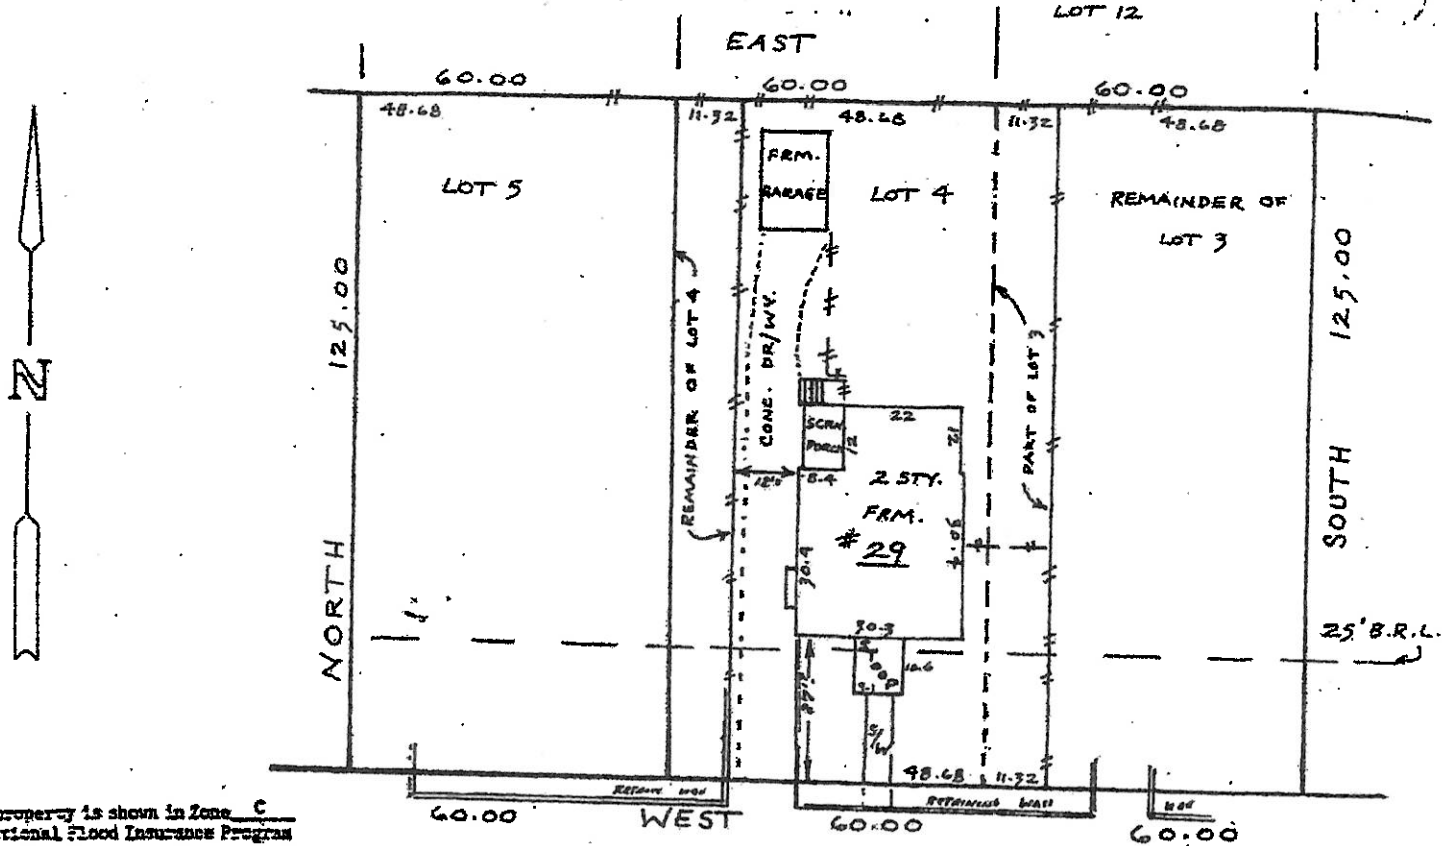 LOT 12
EAST
60.00
60.00
60.00
48.68
11.32
48.68
11.32
48.68
FRM.
GARAGE
LOT 5
LOT 4
REMAINDER OF
LOT 3
125.00
125.00
REMAINDER OF LOT 4
CONC. DR/WY.
PART OF LOT 3
N
22
SCRN
PORCH
12
12
8.4
2 STY.
FRM.
# 29
30.4
30.4
NORTH
SOUTH
30.3
25' B.R.L.
STOOP
10.6
S/W
48.68
11.32
RETAINING WALL
WALL
60.00
WEST
60.00
60.00
property is shown in Zone C
ational Flood Insurance Program